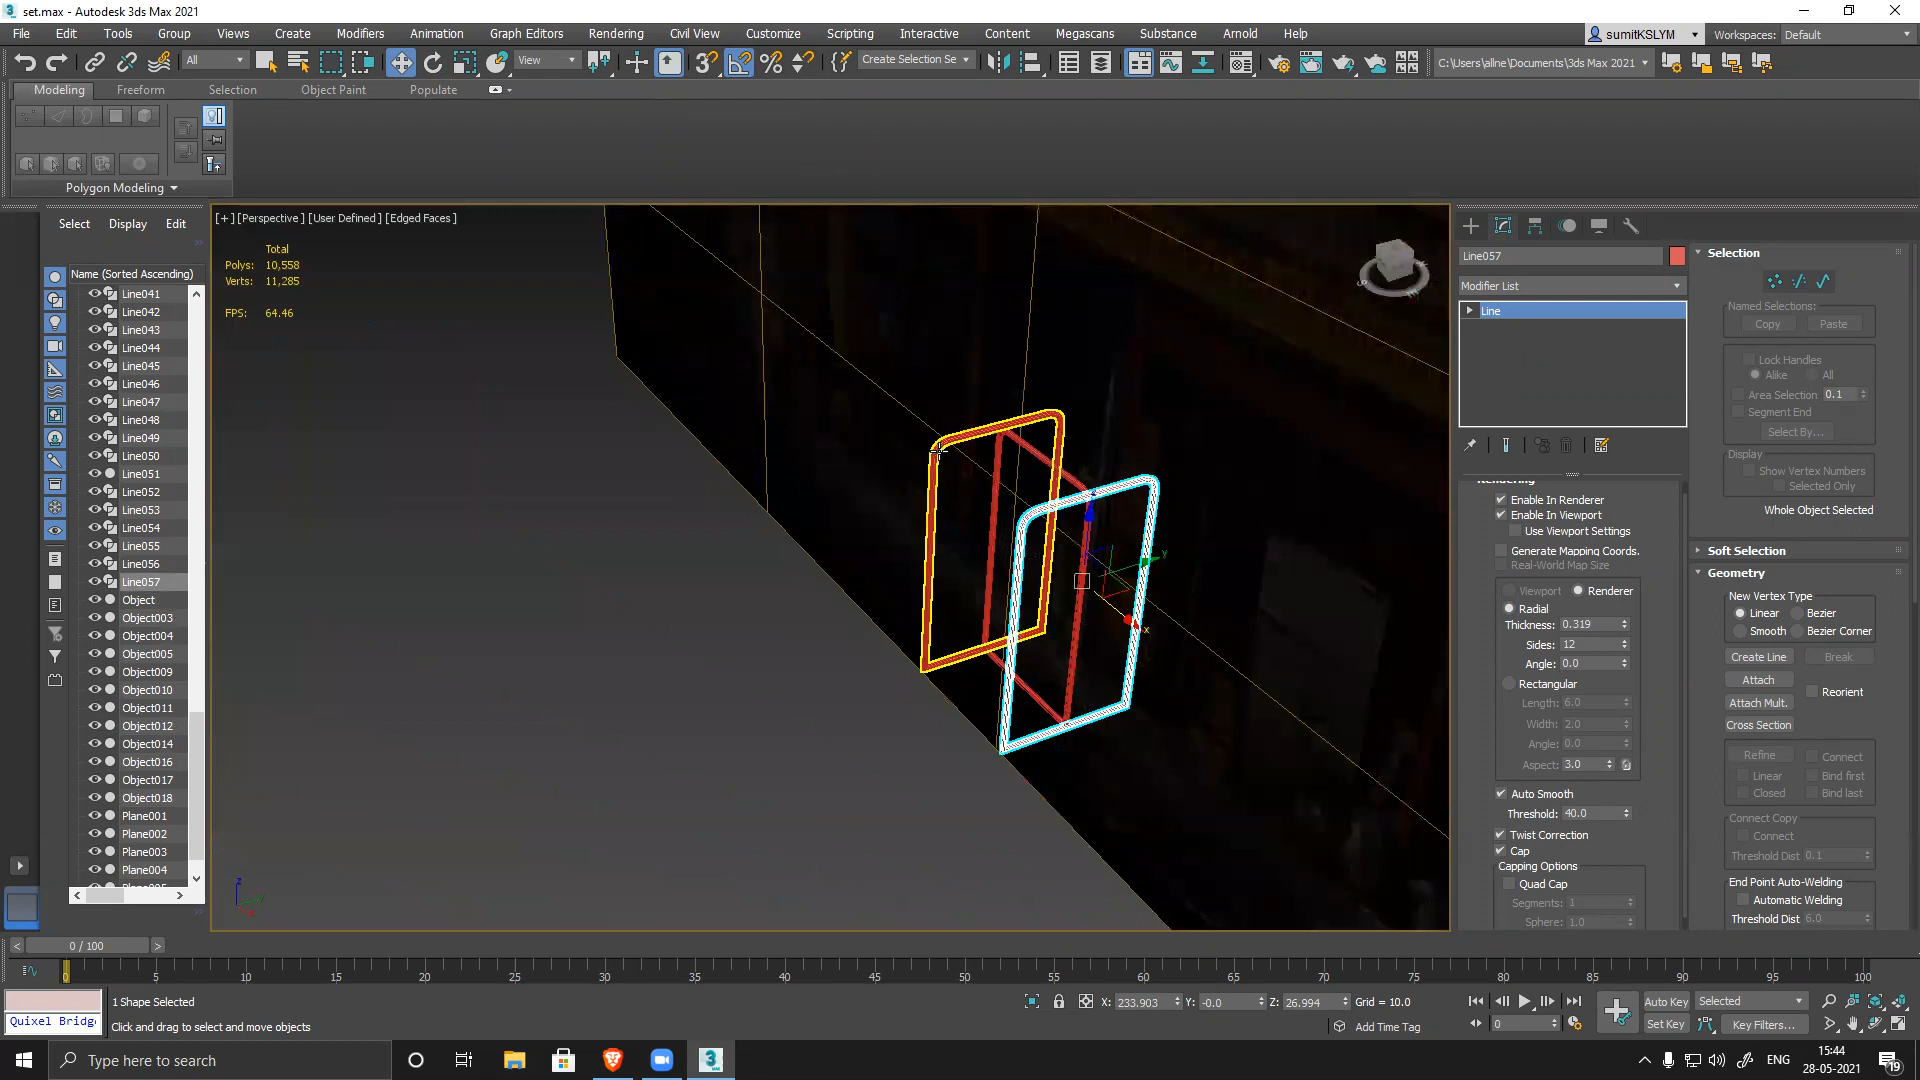 set.max - Autodesk 3ds Max 2021
File Edit Tools Group Views Create Modifiers Animation Graph Editors Rendering Civil View Customize Scripting Interactive Content Megascans Substance Arnold Help
sumitKSLYM Workspaces: Default
All View Create Selection Se C:\Users\allne\Documents\3ds Max 2021
Modeling Freeform Selection Object Paint Populate
Polygon Modeling
Select Display Edit
Name (Sorted Ascending)
Line041
Line042
Line043
Line044
Line045
Line046
Line047
Line048
Line049
Line050
Line051
Line052
Line053
Line054
Line055
Line056
Line057
Object
Object003
Object004
Object005
Object009
Object010
Object011
Object012
Object014
Object016
Object017
Object018
Plane001
Plane002
Plane003
Plane004
[+] [Perspective ] [User Defined ] [Edged Faces ]
Total
Polys: 10,558
Verts: 11,285
FPS: 64.46
Line057
Modifier List
Line
Rendering
Enable In Renderer
Enable In Viewport
Use Viewport Settings
Generate Mapping Coords.
Real-World Map Size
Viewport Renderer
Radial
Thickness: 0.319
Sides: 12
Angle: 0.0
Rectangular
Length: 6.0
Width: 2.0
Angle: 0.0
Aspect: 3.0
Auto Smooth
Threshold: 40.0
Twist Correction
Cap
Capping Options
Quad Cap
Segments: 1
Sphere: 1.0
Selection
Named Selections:
Copy Paste
Lock Handles
Alike All
Area Selection: 0.1
Segment End
Select By...
Display
Show Vertex Numbers
Selected Only
Whole Object Selected
Soft Selection
Geometry
New Vertex Type
Linear Bezier
Smooth Bezier Corner
Create Line Break
Attach
Reorient
Attach Mult.
Cross Section
Refine Connect
Linear Bind first
Closed Bind last
Connect Copy
Connect
Threshold Dist 0.1
End Point Auto-Welding
Automatic Welding
Threshold Dist 6.0
< 0 / 100 >
0 5 10 15 20 25 30 35 40 45 50 55 60 65 70 75 80 85 90 95 100
1 Shape Selected
X: 233.903 Y: -0.0 Z: 26.994 Grid = 10.0
Auto Key Selected
Quixel Bridg
Click and drag to select and move objects
Add Time Tag
0
Set Key Key Filters...
Type here to search
ENG
15:44
28-05-2021
19